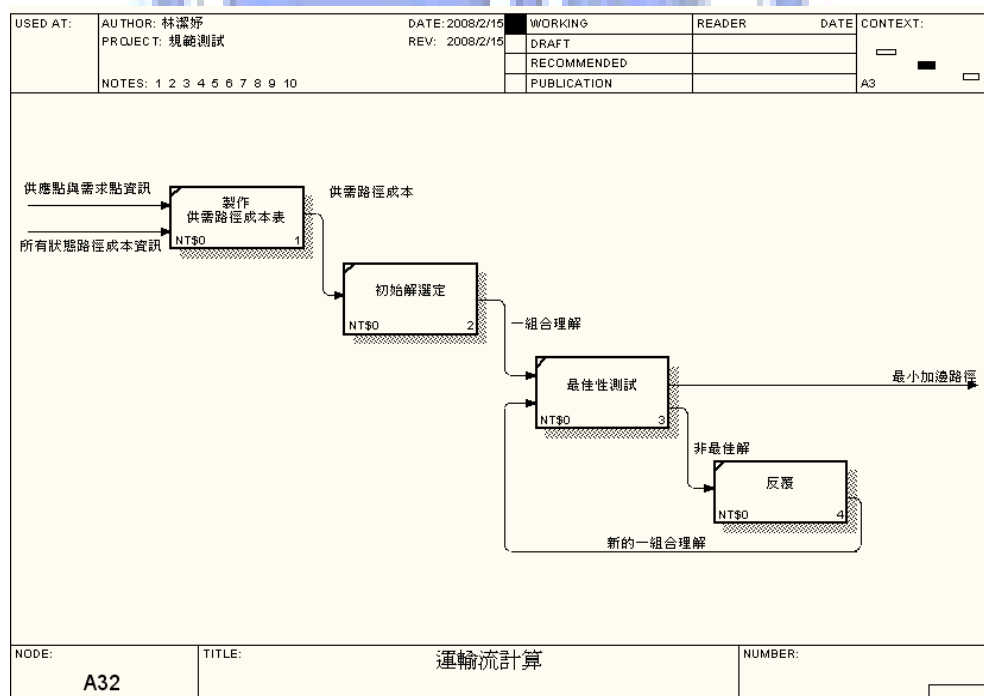 USED AT:
AUTHOR: 林潔妤
DATE: 2008/2/15
PROJECT: 規範測試
REV: 2008/2/15
NOTES: 1 2 3 4 5 6 7 8 9 10
WORKING
DRAFT
RECOMMENDED
PUBLICATION
READER
DATE
CONTEXT:
A3
供應點與需求點資訊
所有狀態路徑成本資訊
製作
供需路徑成本表
NT$0 1
供需路徑成本
初始解選定
NT$0 2
一組合理解
最佳性測試
NT$0 3
最小加邊路徑
非最佳解
反覆
NT$0 4
新的一組合理解
NODE:
A32
TITLE:
運輸流計算
NUMBER: